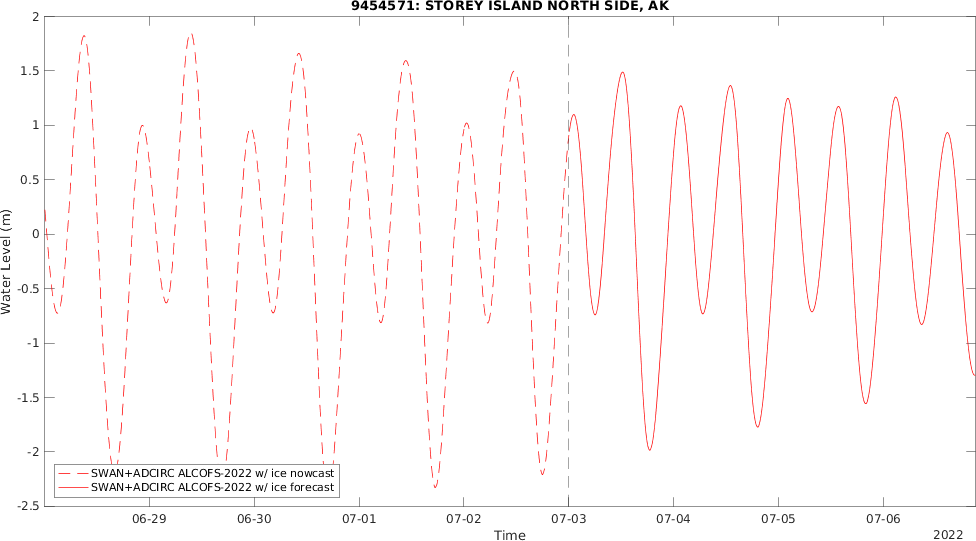 9454571: STOREY ISLAND NORTH SIDE, AK
2
1.5
1
0.5
0
-0.5
-1
-1.5
-2
-2.5
Water Level (m)
SWAN+ADCIRC ALCOFS-2022 w/ ice nowcast
SWAN+ADCIRC ALCOFS-2022 w/ ice forecast
06-29 06-30 07-01 07-02 07-03 07-04 07-05 07-06
Time
2022